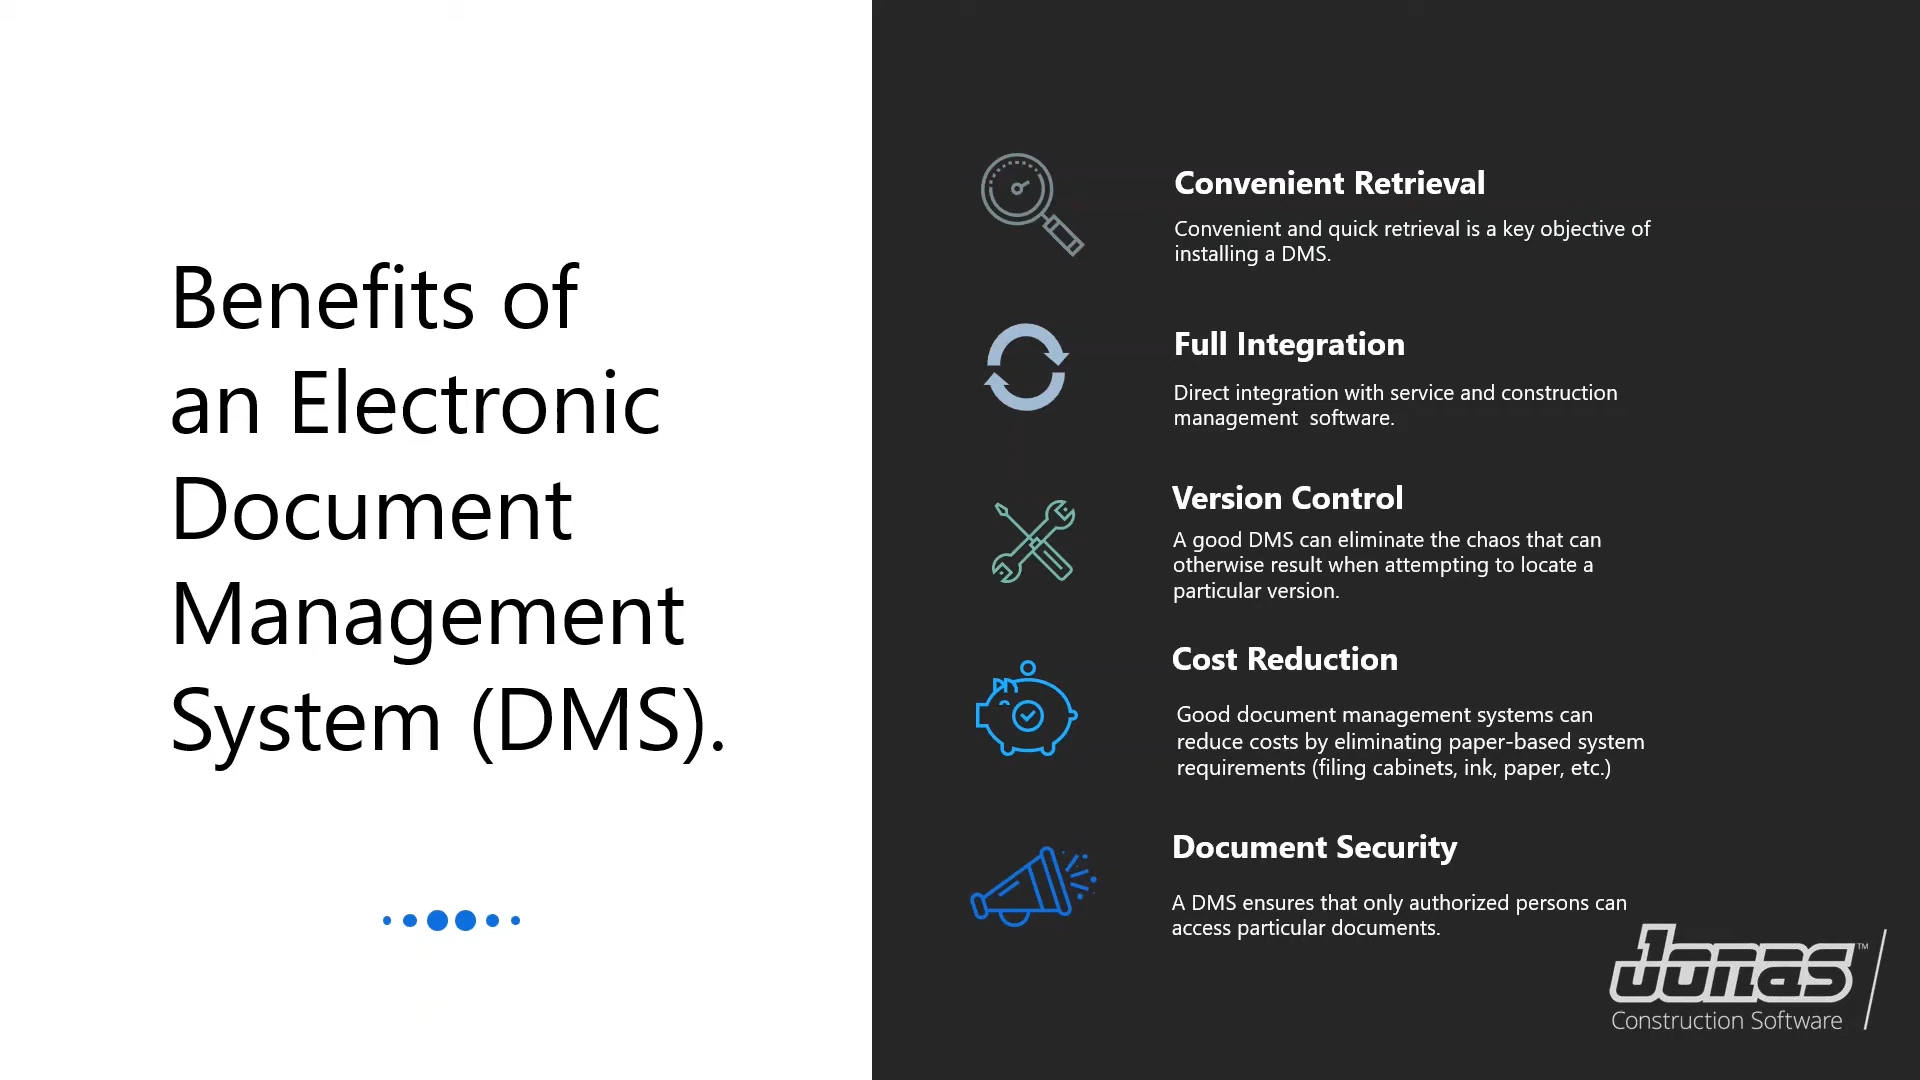 Benefits of
an Electronic
Document
Management
System (DMS).
Convenient Retrieval
Convenient and quick retrieval is a key objective of
installing a DMS.
Full Integration
Direct integration with service and construction
management  software.
Version Control
A good DMS can eliminate the chaos that can
otherwise result when attempting to locate a
particular version.
Cost Reduction
Good document management systems can
reduce costs by eliminating paper-based system
requirements (filing cabinets, ink, paper, etc.)
Document Security
A DMS ensures that only authorized persons can
access particular documents.
Jonas™
Construction Software